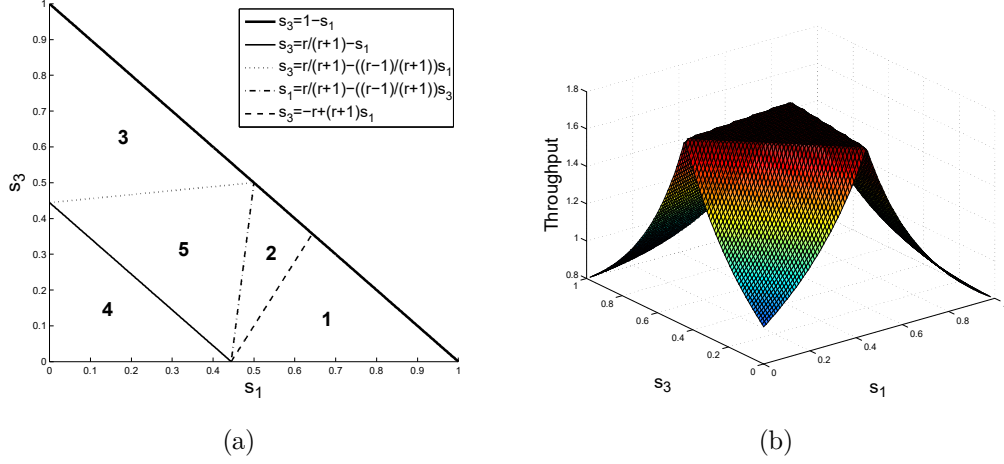 s3=1−s1
s3=r/(r+1)−s1
s3=r/(r+1)−((r−1)/(r+1))s1
s1=r/(r+1)−((r−1)/(r+1))s3
s3=−r+(r+1)s1
1
0.9
0.8
0.7
0.6
0.5
0.4
0.3
0.2
0.1
0
s3
3
5
2
4
1
0 0.1 0.2 0.3 0.4 0.5 0.6 0.7 0.8 0.9 1
s1
(a)
1.8
1.6
1.4
1.2
1
0.8
Throughput
1
0.8
0.6
0.4
0.2
0
s3
0
0.2
0.4
0.6
0.8
s1
(b)